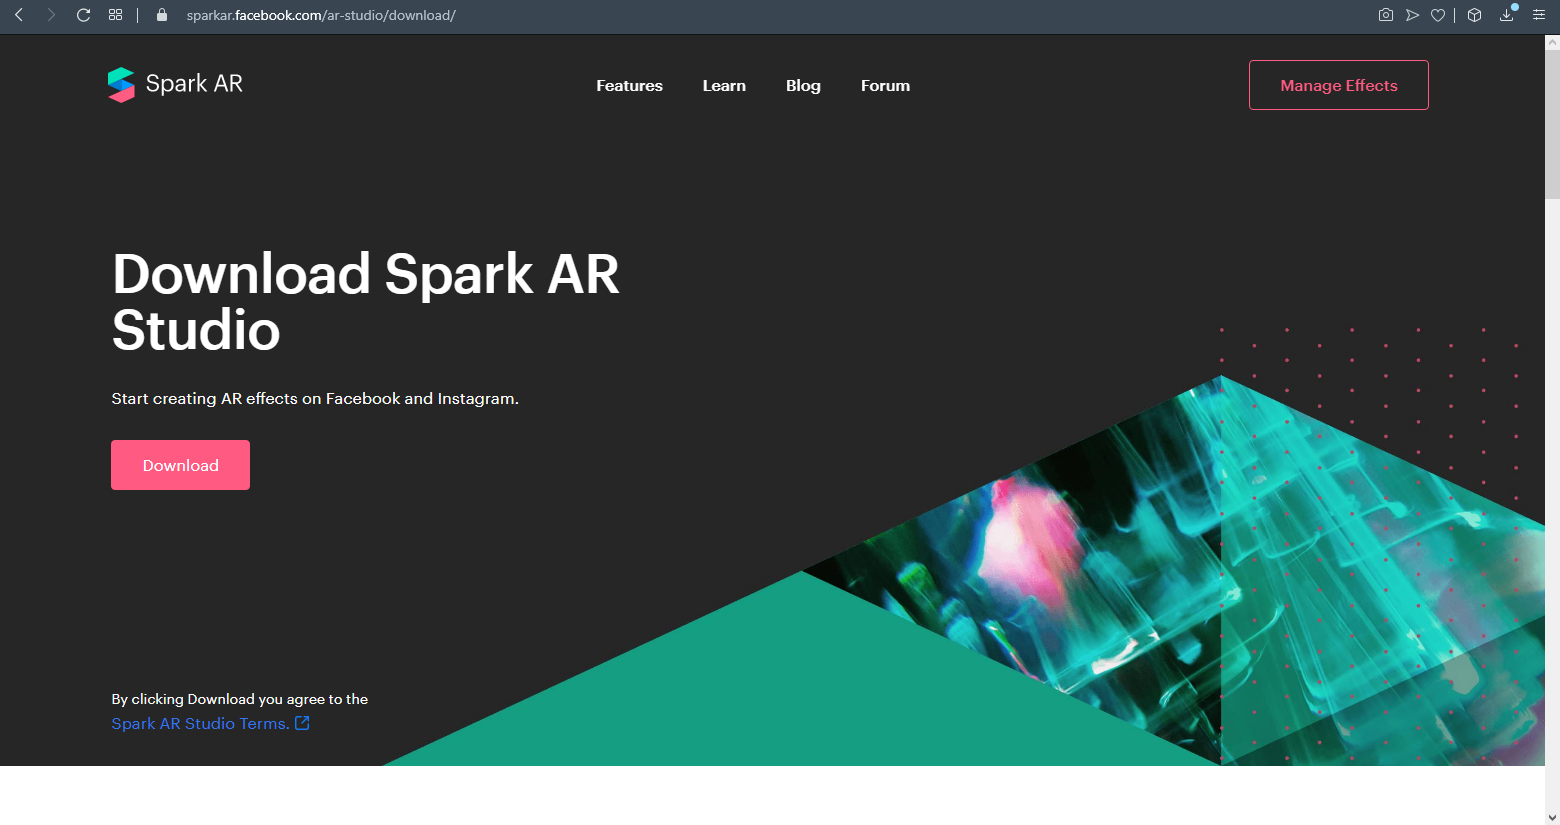 sparkar.facebook.com/ar-studio/download/
Spark AR
Features
Learn
Blog
Forum
Manage Effects
Download Spark AR
Studio
Start creating AR effects on Facebook and Instagram.
Download
By clicking Download you agree to the
Spark AR Studio Terms.